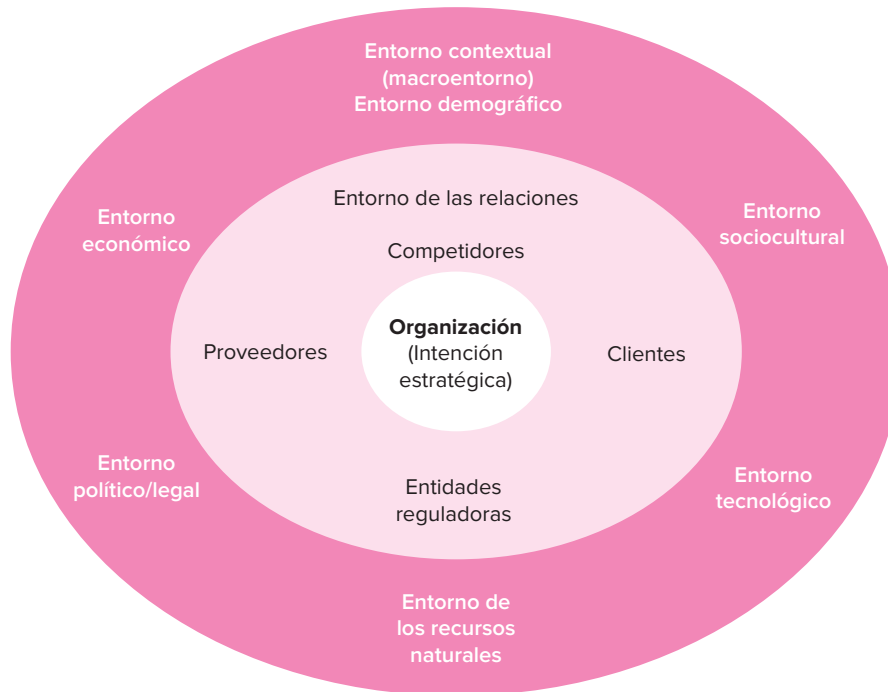 Entorno contextual
(macroentorno)
Entorno demográfico
Entorno
económico
Entorno
sociocultural
Entorno de las relaciones
Competidores
Proveedores
Organización
(Intención
estratégica)
Clientes
Entorno
político/legal
Entidades
reguladoras
Entorno
tecnológico
Entorno de
los recursos
naturales